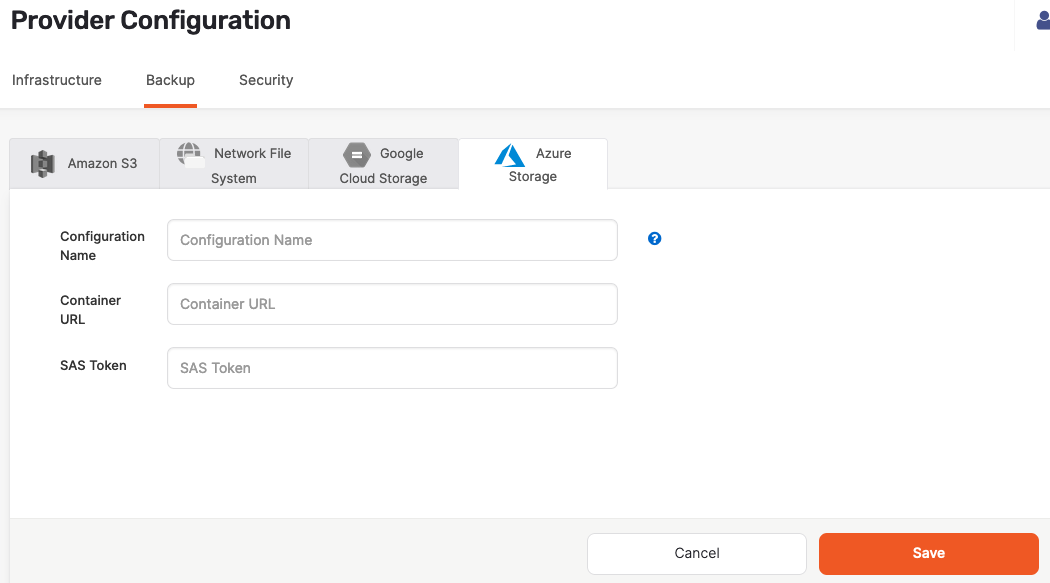 Provider Configuration
Infrastructure
Backup
Security
Amazon S3
Network File
System
Google
Cloud Storage
Azure
Storage
Configuration
Name
Configuration Name
Container
URL
Container URL
SAS Token
SAS Token
Cancel
Save